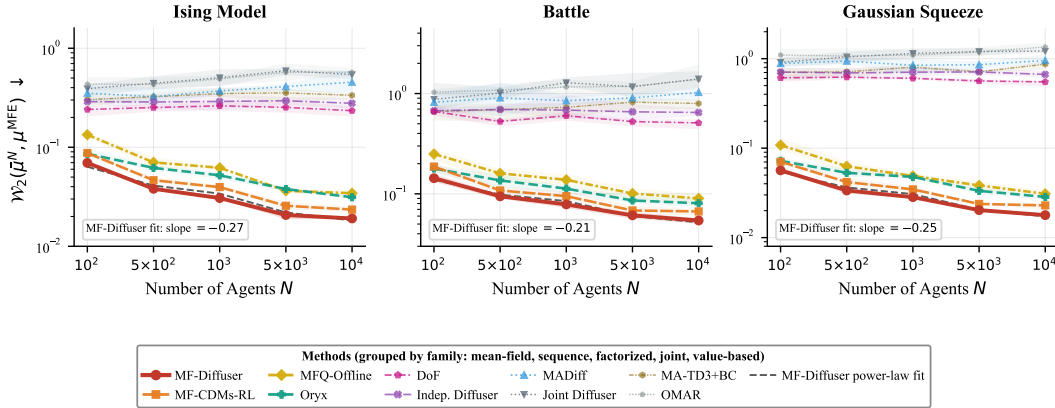 Ising Model
Battle
Gaussian Squeeze
W₂(μ̂ᴺ, μᴹᶠᴱ) ↓
10⁰
10⁻¹
10⁻²
MF-Diffuser fit: slope = −0.27
10² 5×10² 10³ 5×10³ 10⁴
Number of Agents N
10⁰
10⁻¹
MF-Diffuser fit: slope = −0.21
10² 5×10² 10³ 5×10³ 10⁴
Number of Agents N
10⁰
10⁻¹
10⁻²
MF-Diffuser fit: slope = −0.25
10² 5×10² 10³ 5×10³ 10⁴
Number of Agents N
Methods (grouped by family: mean-field, sequence, factorized, joint, value-based)
MF-Diffuser MFQ-Offline DoF MADiff MA-TD3+BC MF-Diffuser power-law fit
MF-CDMs-RL Oryx Indep. Diffuser Joint Diffuser OMAR